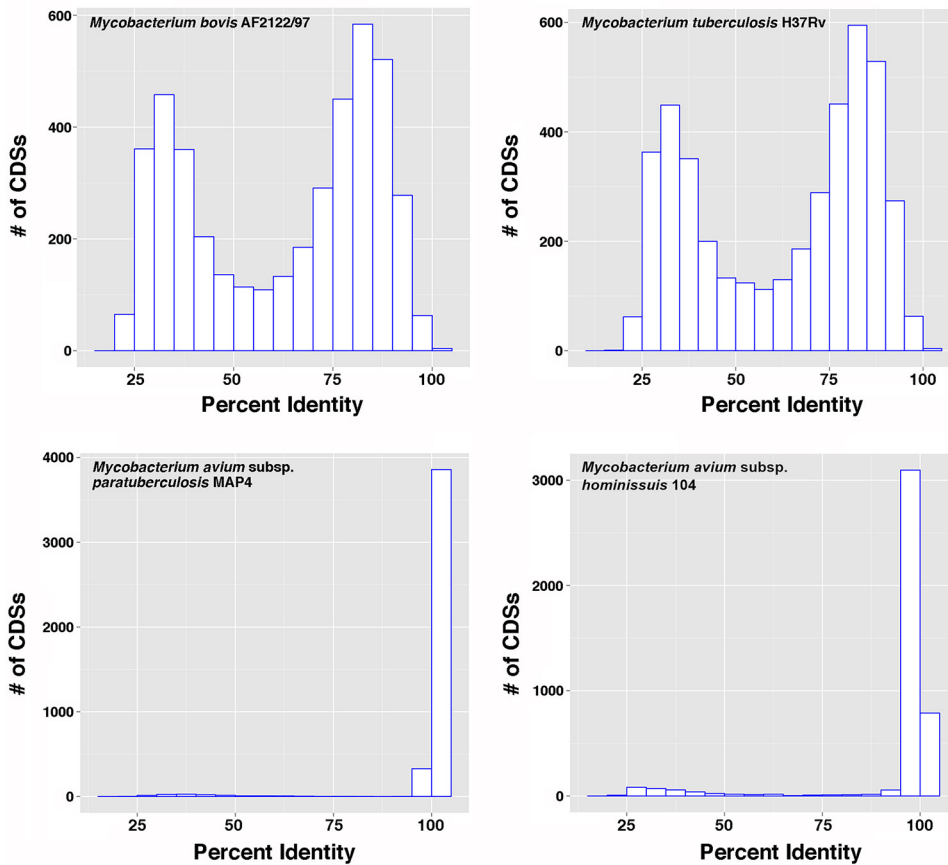 Mycobacterium bovis AF2122/97
600
400
200
0
# of CDSs
25 50 75 100
Percent Identity
Mycobacterium tuberculosis H37Rv
600
400
200
0
# of CDSs
25 50 75 100
Percent Identity
Mycobacterium avium subsp.
paratuberculosis MAP4
4000
3000
2000
1000
0
# of CDSs
25 50 75 100
Percent Identity
Mycobacterium avium subsp.
hominissuis 104
3000
2000
1000
0
# of CDSs
25 50 75 100
Percent Identity